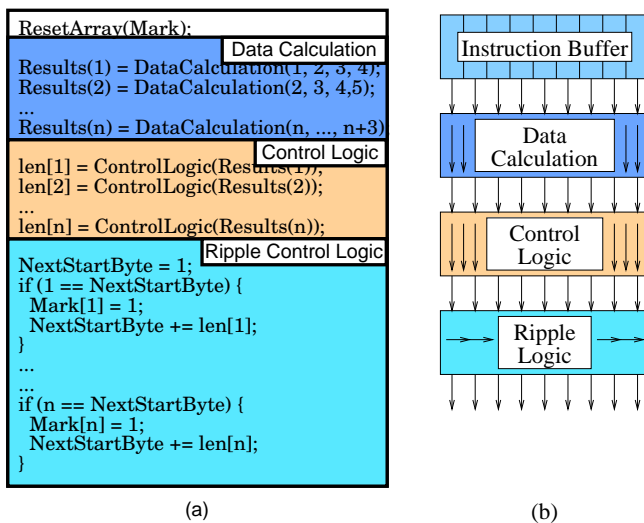 ResetArray(Mark);
Data Calculation
Results(1) = DataCalculation(1, 2, 3, 4);
Results(2) = DataCalculation(2, 3, 4,5);
...
Results(n) = DataCalculation(n, ..., n+3)
Control Logic
len[1] = ControlLogic(Results(1));
len[2] = ControlLogic(Results(2));
...
len[n] = ControlLogic(Results(n));
Ripple Control Logic
NextStartByte = 1;
if (1 == NextStartByte) {
Mark[1] = 1;
NextStartByte += len[1];
}
...
...
if (n == NextStartByte) {
Mark[n] = 1;
NextStartByte += len[n];
}
(a)
Instruction Buffer
Data
Calculation
Control
Logic
Ripple
Logic
(b)